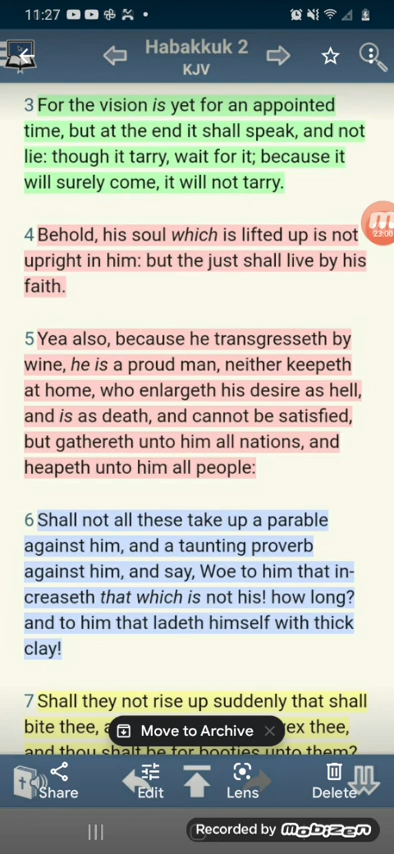 11:27
Habakkuk 2
KJV
3 For the vision is yet for an appointed
time, but at the end it shall speak, and not
lie: though it tarry, wait for it; because it
will surely come, it will not tarry.
23:00
4 Behold, his soul which is lifted up is not
upright in him: but the just shall live by his
faith.
5 Yea also, because he transgresseth by
wine, he is a proud man, neither keepeth
at home, who enlargeth his desire as hell,
and is as death, and cannot be satisfied,
but gathereth unto him all nations, and
heapeth unto him all people:
6 Shall not all these take up a parable
against him, and a taunting proverb
against him, and say, Woe to him that in-
creaseth that which is not his! how long?
and to him that ladeth himself with thick
clay!
7 Shall they not rise up suddenly that shall
bite thee, vex thee,
Move to Archive
and thou shalt be for booties unto them?
Share Edit Lens Delete
Recorded by mobizen